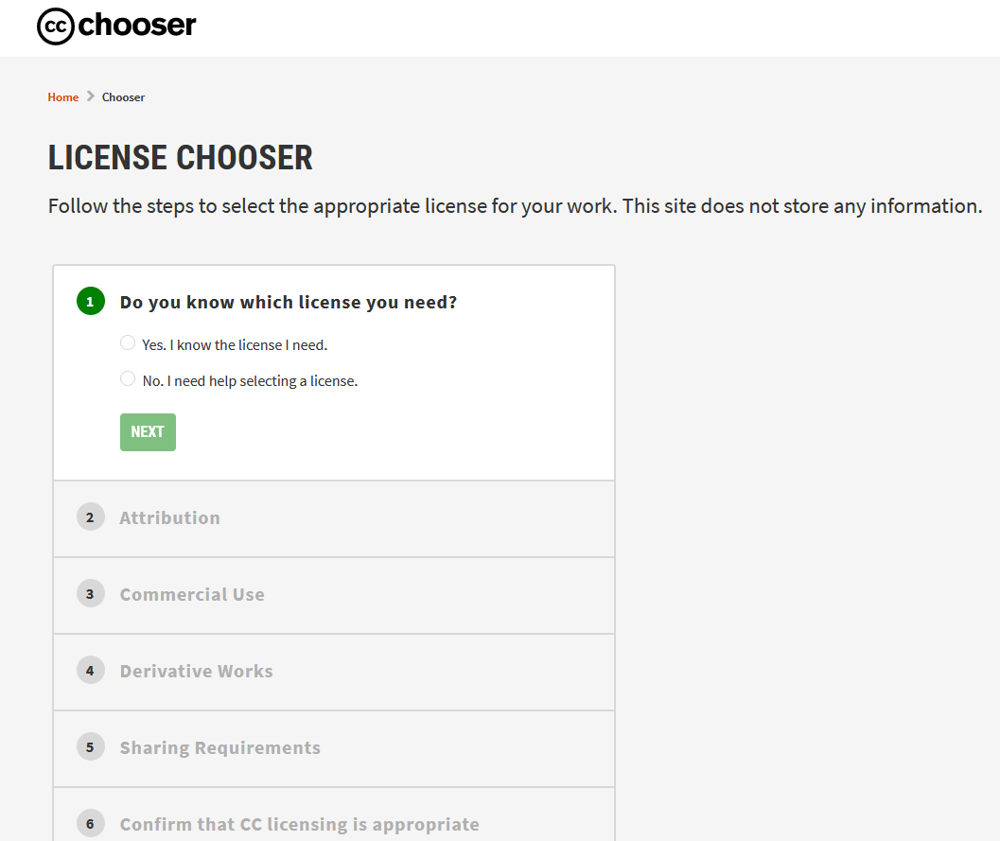 cc chooser
Home > Chooser
LICENSE CHOOSER
Follow the steps to select the appropriate license for your work. This site does not store any information.
1 Do you know which license you need?
Yes. I know the license I need.
No. I need help selecting a license.
NEXT
2 Attribution
3 Commercial Use
4 Derivative Works
5 Sharing Requirements
6 Confirm that CC licensing is appropriate